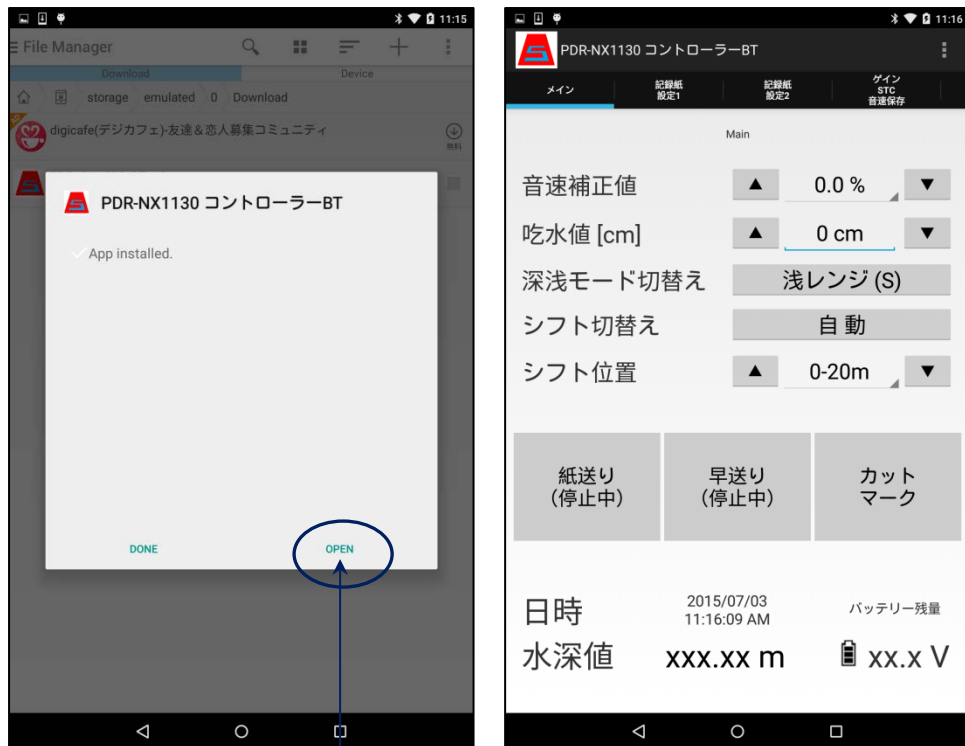 11:15
File Manager
Download
Device
storage emulated 0 Download
digicafe(デジカフェ)-友達&恋人募集コミュニティ
無料
PDR-NX1130 コントローラーBT
App installed.
DONE
OPEN
11:16
PDR-NX1130 コントローラーBT
メイン
記録紙
設定1
記録紙
設定2
ゲイン
STC
音速保存
Main
音速補正値 ▲ 0.0 % ▼
吃水値 [cm] ▲ 0 cm ▼
深浅モード切替え 浅レンジ (S)
シフト切替え 自 動
シフト位置 ▲ 0-20m ▼
紙送り
(停止中)
早送り
(停止中)
カット
マーク
日時
2015/07/03
11:16:09 AM
バッテリー残量
水深値 xxx.xx m xx.x V